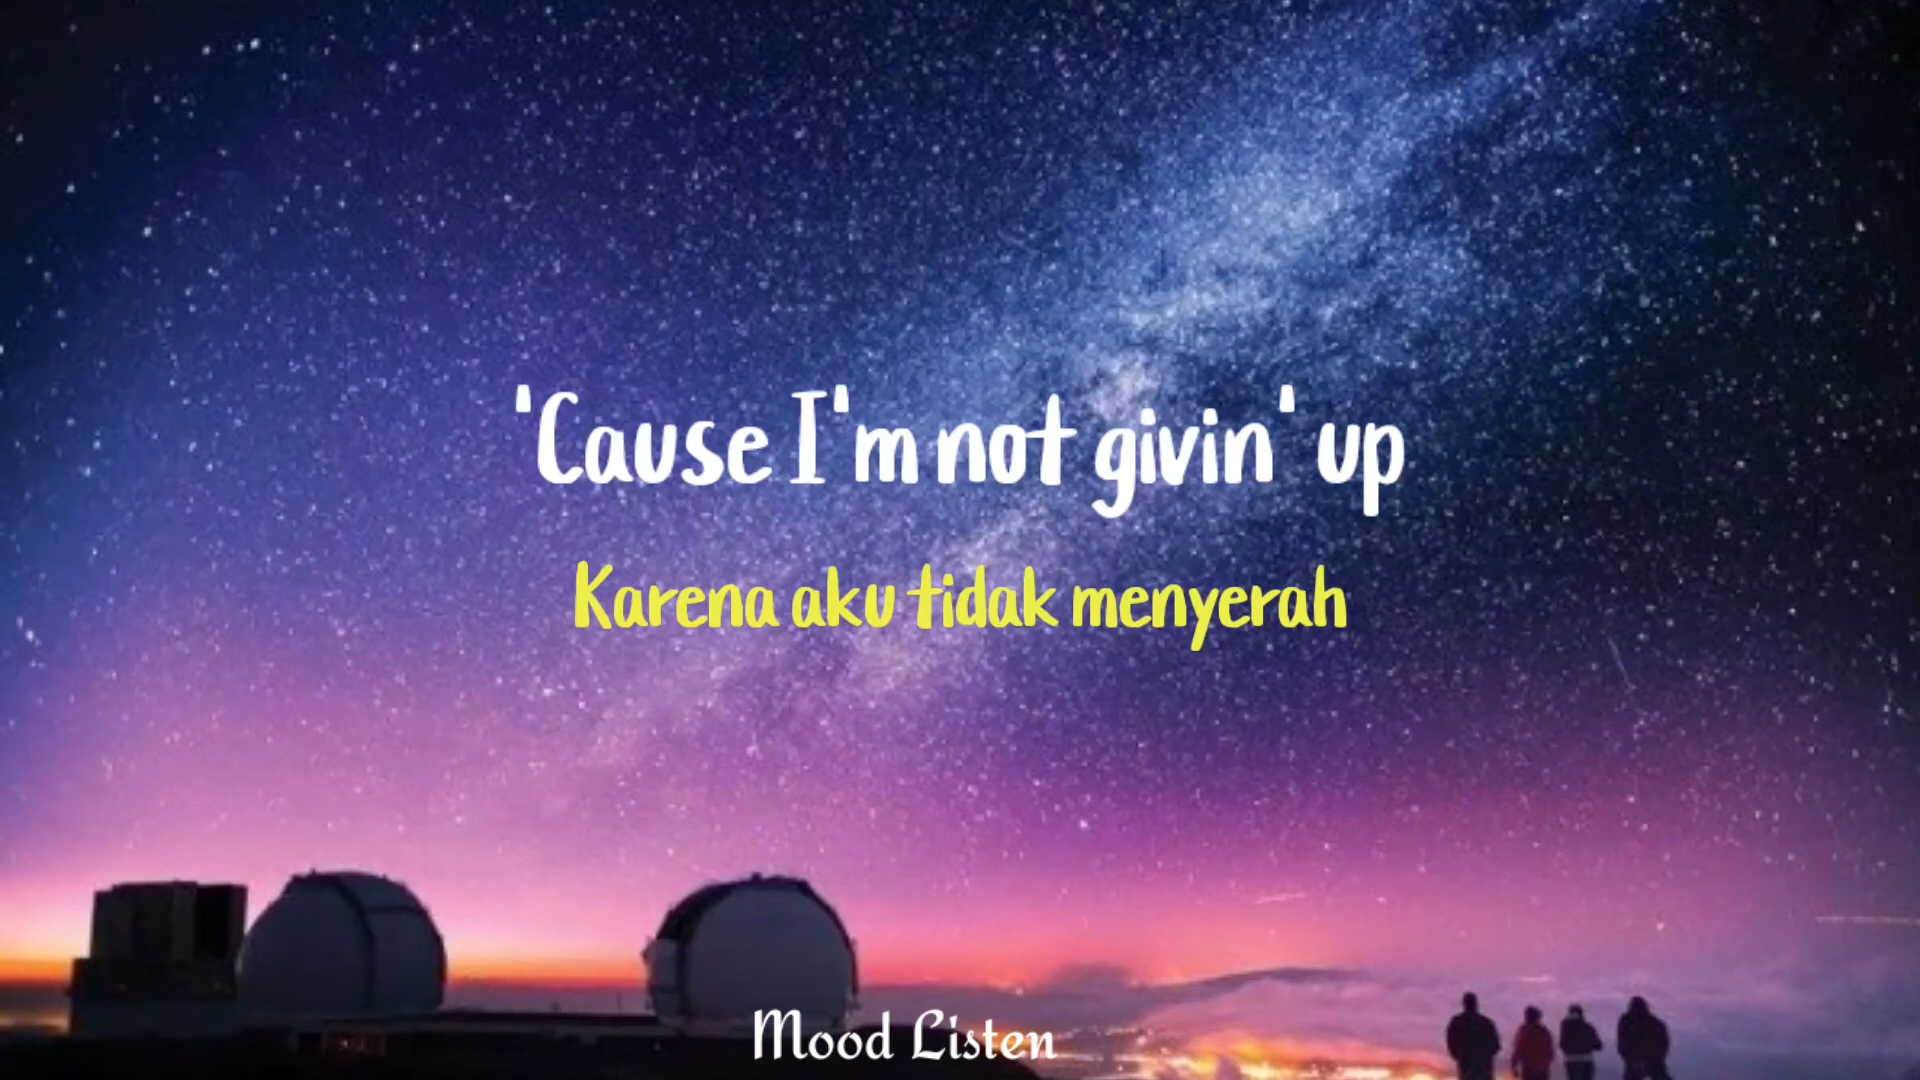 'Cause I'm not givin' up
Karena aku tidak menyerah
Mood Listen